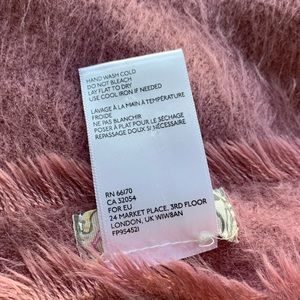 HAND WASH COLD
DO NOT BLEACH
LAY FLAT TO DRY
USE COOL IRON IF NEEDED
LAVAGE À LA MAIN À TEMPÉRATURE
FROIDE
NE PAS BLANCHIR
POSER À PLAT POUR LE SÉCHAGE
REPASSAGE DOUX SI NÉCESSAIRE
RN 66170
CA 32054
FOR EU
24 MARKET PLACE, 3RD FLOOR
LONDON, UK W1W8AN
FP954521